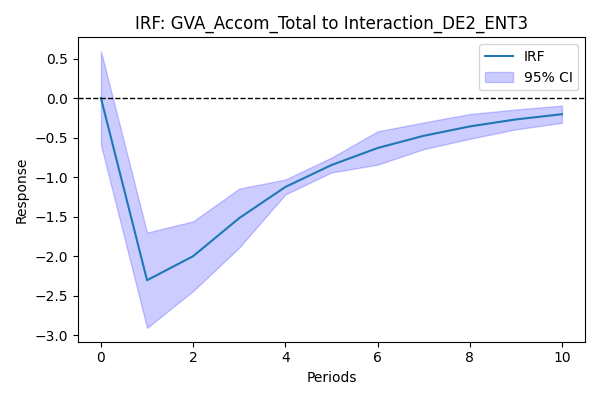 IRF: GVA_Accom_Total to Interaction_DE2_ENT3
IRF
95% CI
0.5
0.0
−0.5
−1.0
−1.5
−2.0
−2.5
−3.0
Response
0 2 4 6 8 10
Periods